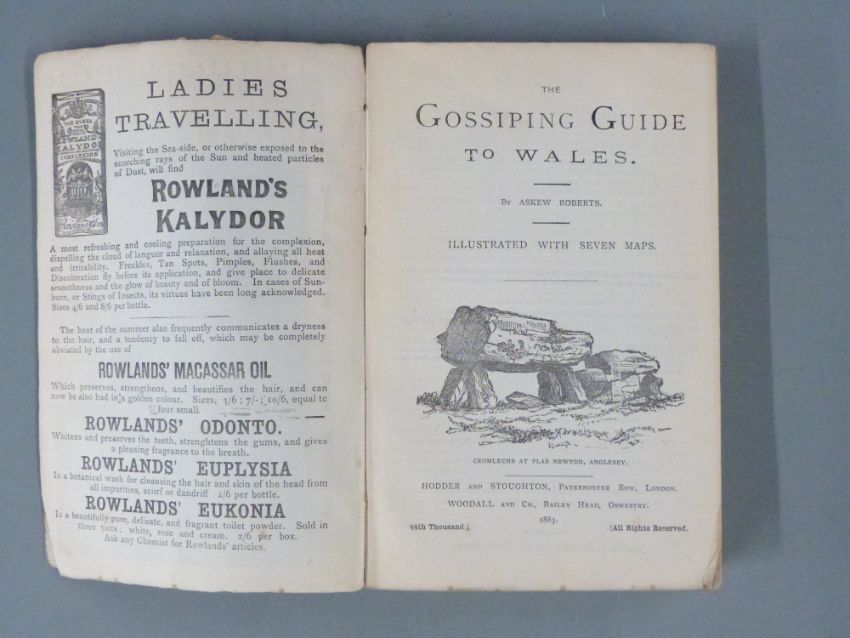 LADIES
TRAVELLING,
THE QUEEN
ROWLAND'S
KALYDOR
COMPLEXION
Visiting the Sea-side, or otherwise exposed to the
scorching rays of the Sun and heated particles
of Dust, will find
ROWLAND'S
KALYDOR
A most refreshing and cooling preparation for the complexion,
dispelling the cloud of languor and relaxation, and allaying all heat
and irritability, Freckles, Tan Spots, Pimples, Flushes, and
Discoloration fly before its application, and give place to delicate
smoothness and the glow of beauty and of bloom. In cases of Sun-
burn, or Stings of Insects, its virtues have been long acknowledged.
Sizes 4/6 and 8/6 per bottle.
The heat of the summer also frequently communicates a dryness
to the hair, and a tendency to fall off, which may be completely
obviated by the use of
ROWLANDS' MACASSAR OIL
Which preserves, strengthens, and beautifies the hair, and can
now be also had in a golden colour. Sizes, 3/6; 7/-; 10/6, equal to
four small.
ROWLANDS' ODONTO.
Whitens and preserves the teeth, strenghtens the gums, and gives
a pleasing fragrance to the breath.
ROWLANDS' EUPLYSIA
Is a botanical wash for cleansing the hair and skin of the head from
all impurities, scurf or dandriff 2/6 per bottle.
ROWLANDS' EUKONIA
Is a beautifully pure, delicate, and fragrant toilet powder. Sold in
three tints; white, rose and cream, 2/6 per box.
Ask any Chemist for Rowlands' articles.
THE
GOSSIPING GUIDE
TO WALES.
BY ASKEW ROBERTS.
ILLUSTRATED WITH SEVEN MAPS.
CROMLECHS AT PLAS NEWYDD, ANGLESEY.
HODDER AND STOUGHTON, PATERNOSTER ROW, LONDON.
WOODALL AND CO., BAILEY HEAD, OSWESTRY.
1883.
Thousand.
[All Rights Reserved.